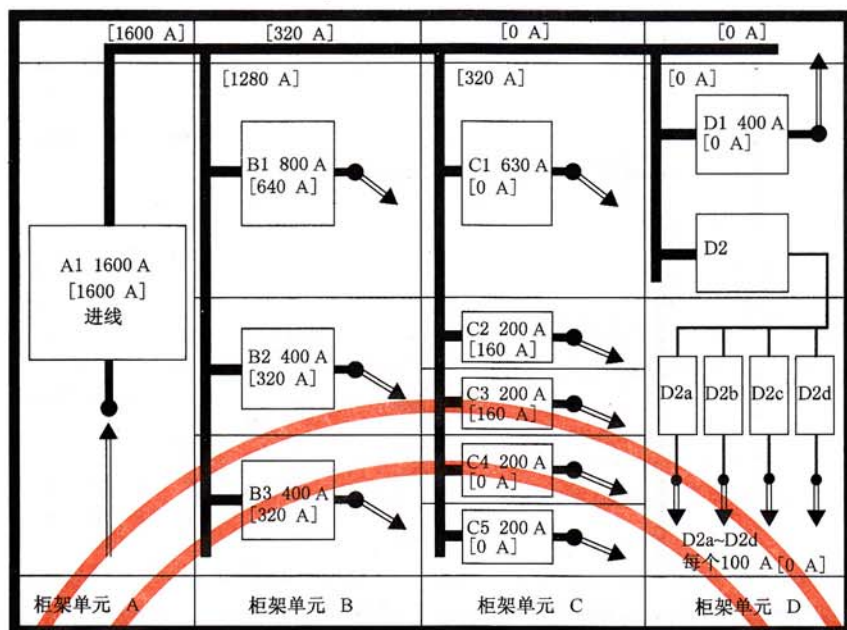 [1600 A]
[320 A]
[0 A]
[0 A]
[1280 A]
[320 A]
[0 A]
A1 1600 A
[1600 A]
进线
B1 800 A
[640 A]
B2 400 A
[320 A]
B3 400 A
[320 A]
C1 630 A
[0 A]
C2 200 A
[160 A]
C3 200 A
[160 A]
C4 200 A
[0 A]
C5 200 A
[0 A]
D1 400 A
[0 A]
D2
D2a
D2b
D2c
D2d
D2a~D2d
每个100 A[0 A]
柜架单元 A
柜架单元 B
柜架单元 C
柜架单元 D